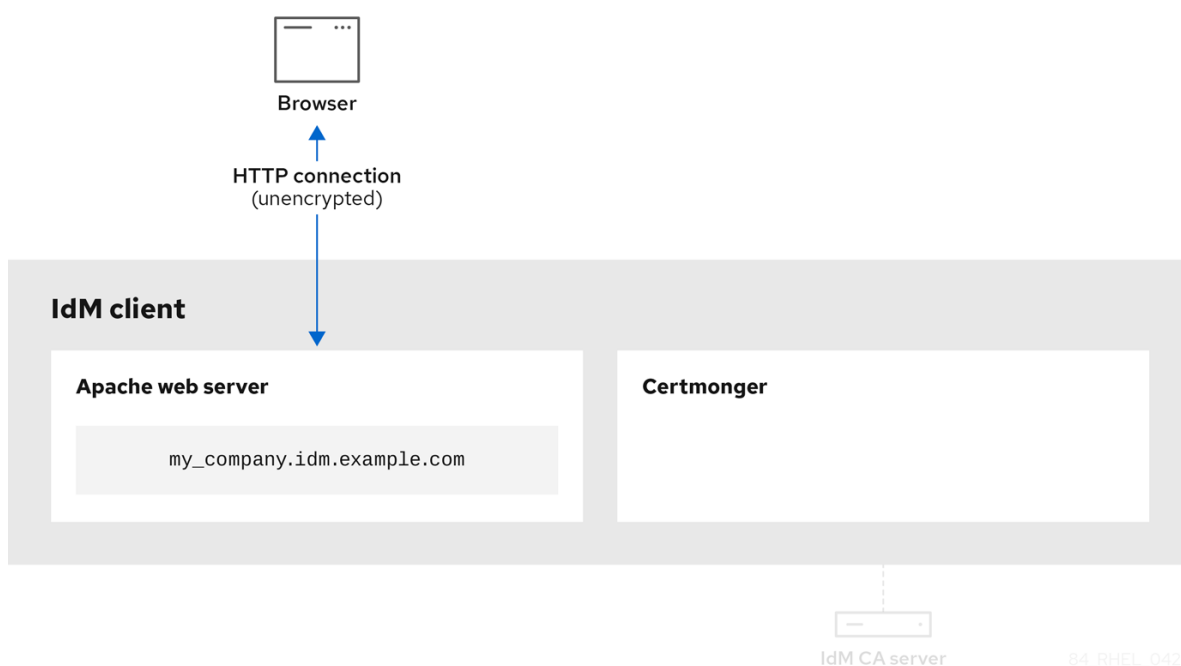 Browser
HTTP connection
(unencrypted)
IdM client
Apache web server
my_company.idm.example.com
Certmonger
IdM CA server
84_RHEL_042